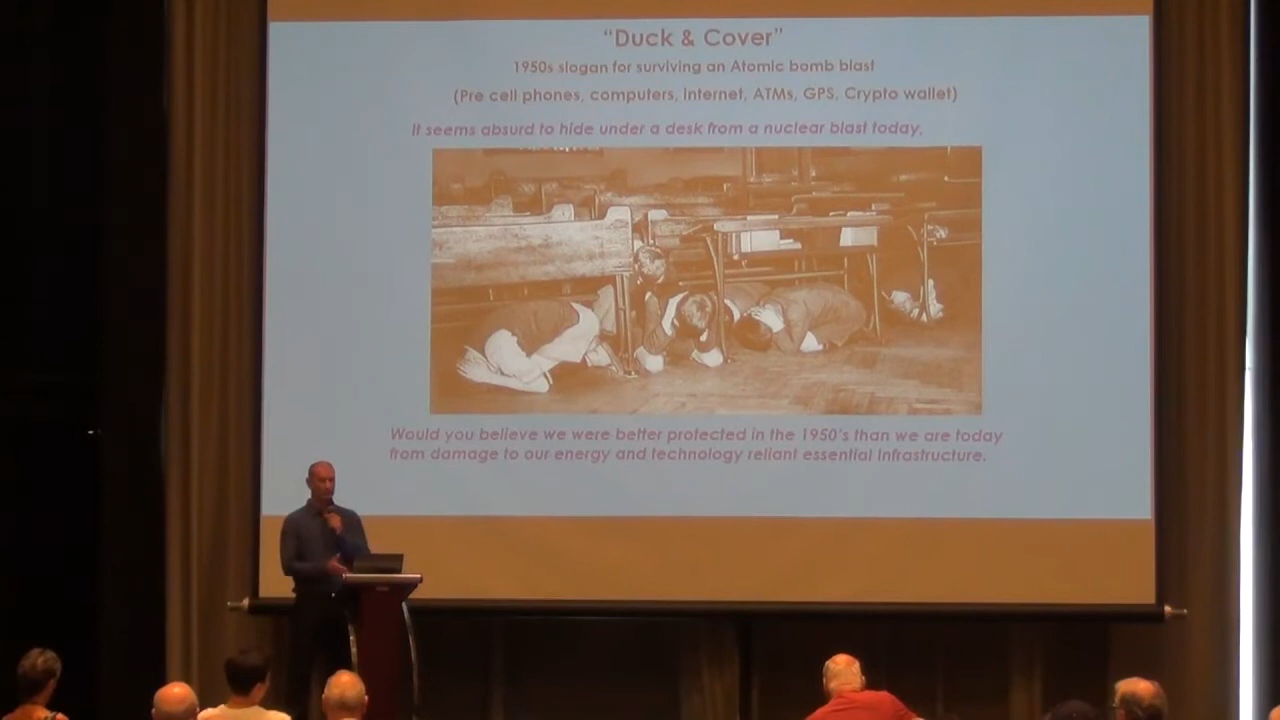 “Duck & Cover”
1950s slogan for surviving an Atomic bomb blast
(Pre cell phones, computers, internet, ATMs, GPS, Crypto wallet)
It seems absurd to hide under a desk from a nuclear blast today.
Would you believe we were better protected in the 1950’s than we are today
from damage to our energy and technology reliant essential infrastructure.